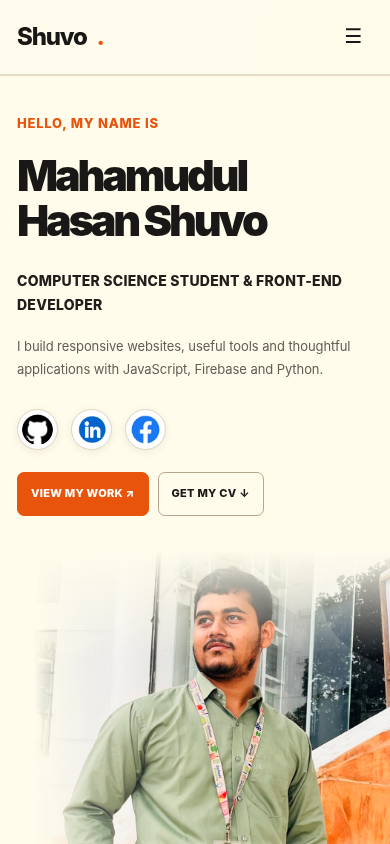 Shuvo .
HELLO, MY NAME IS
Mahamudul
Hasan Shuvo
COMPUTER SCIENCE STUDENT & FRONT-END
DEVELOPER
I build responsive websites, useful tools and thoughtful
applications with JavaScript, Firebase and Python.
in
VIEW MY WORK ↗
GET MY CV ↓